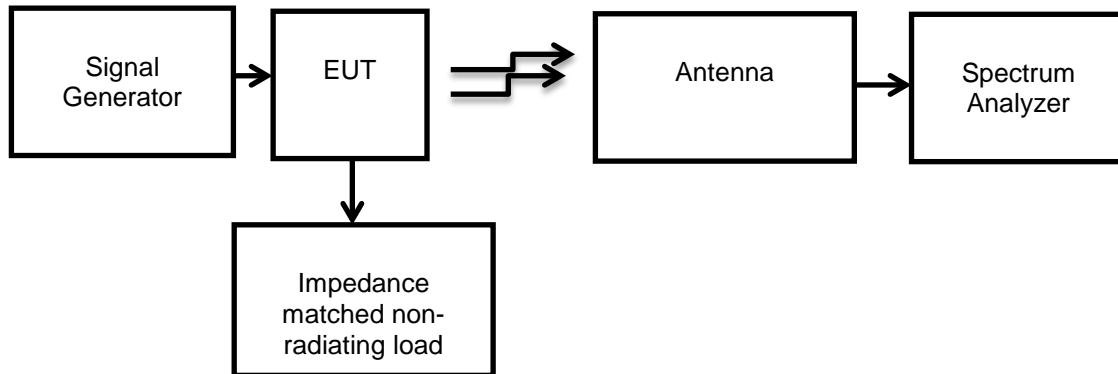 Signal
Generator
EUT
Antenna
Spectrum
Analyzer
Impedance
matched non-
radiating load